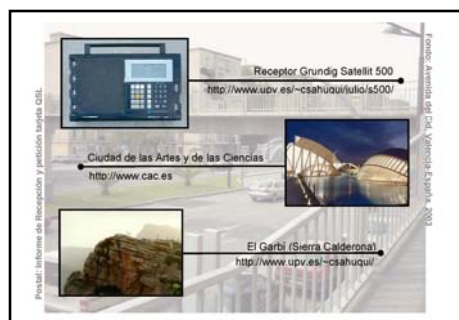 Receptor Grundig Satellit 500
http://www.upv.es/~csahuqui/julio/s500/
Ciudad de las Artes y de las Ciencias
http://www.cac.es
El Garbí (Sierra Calderona)
http://www.upv.es/~csahuqui/
Postal: Informe de Recepción y petición tarjeta QSL
Fondo: Avenida del Cid, Valencia-España, 2003